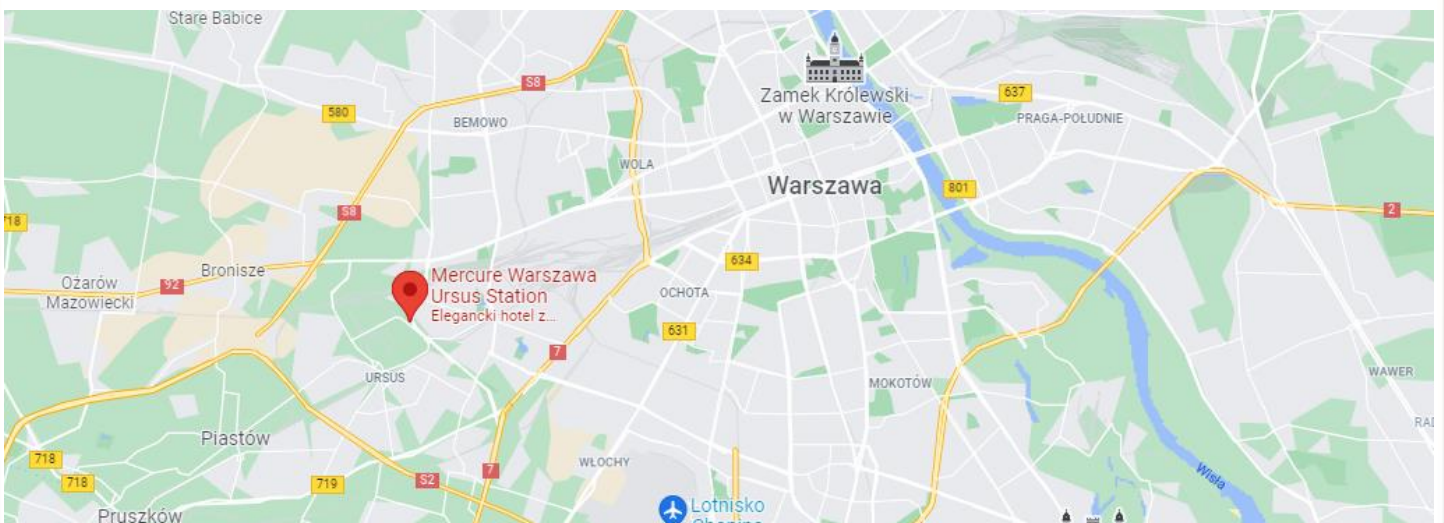 Stare Babice
S8
580
BEMOWO
Zamek Królewski
w Warszawie
637
PRAGA-POŁUDNIE
WOLA
Warszawa
801
S8
2
718
Bronisze
634
Ożarów
Mazowiecki
92
Mercure Warszawa
Ursus Station
Elegancki hotel z...
OCHOTA
631
7
URSUS
MOKOTÓW
WAWER
Piastów
718
718
719
S2
7
WŁOCHY
Wisła
Lotnisko
Pruszków